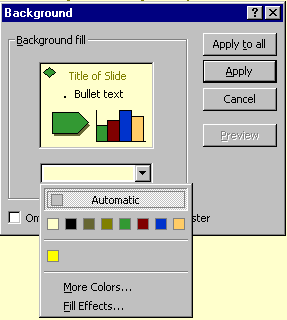 Background
? X
Background fill
Title of Slide
. Bullet text
Apply to all
Apply
Cancel
Preview
Automatic
More Colors...
Fill Effects...